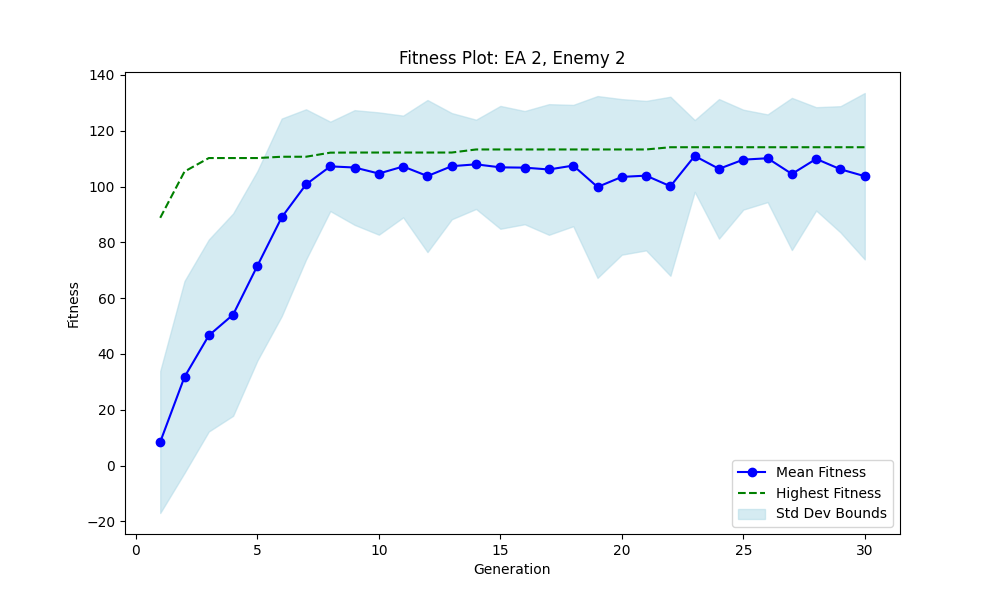 Fitness Plot: EA 2, Enemy 2
140
120
100
80
60
40
20
0
−20
Fitness
0 5 10 15 20 25 30
Generation
Mean Fitness
Highest Fitness
Std Dev Bounds